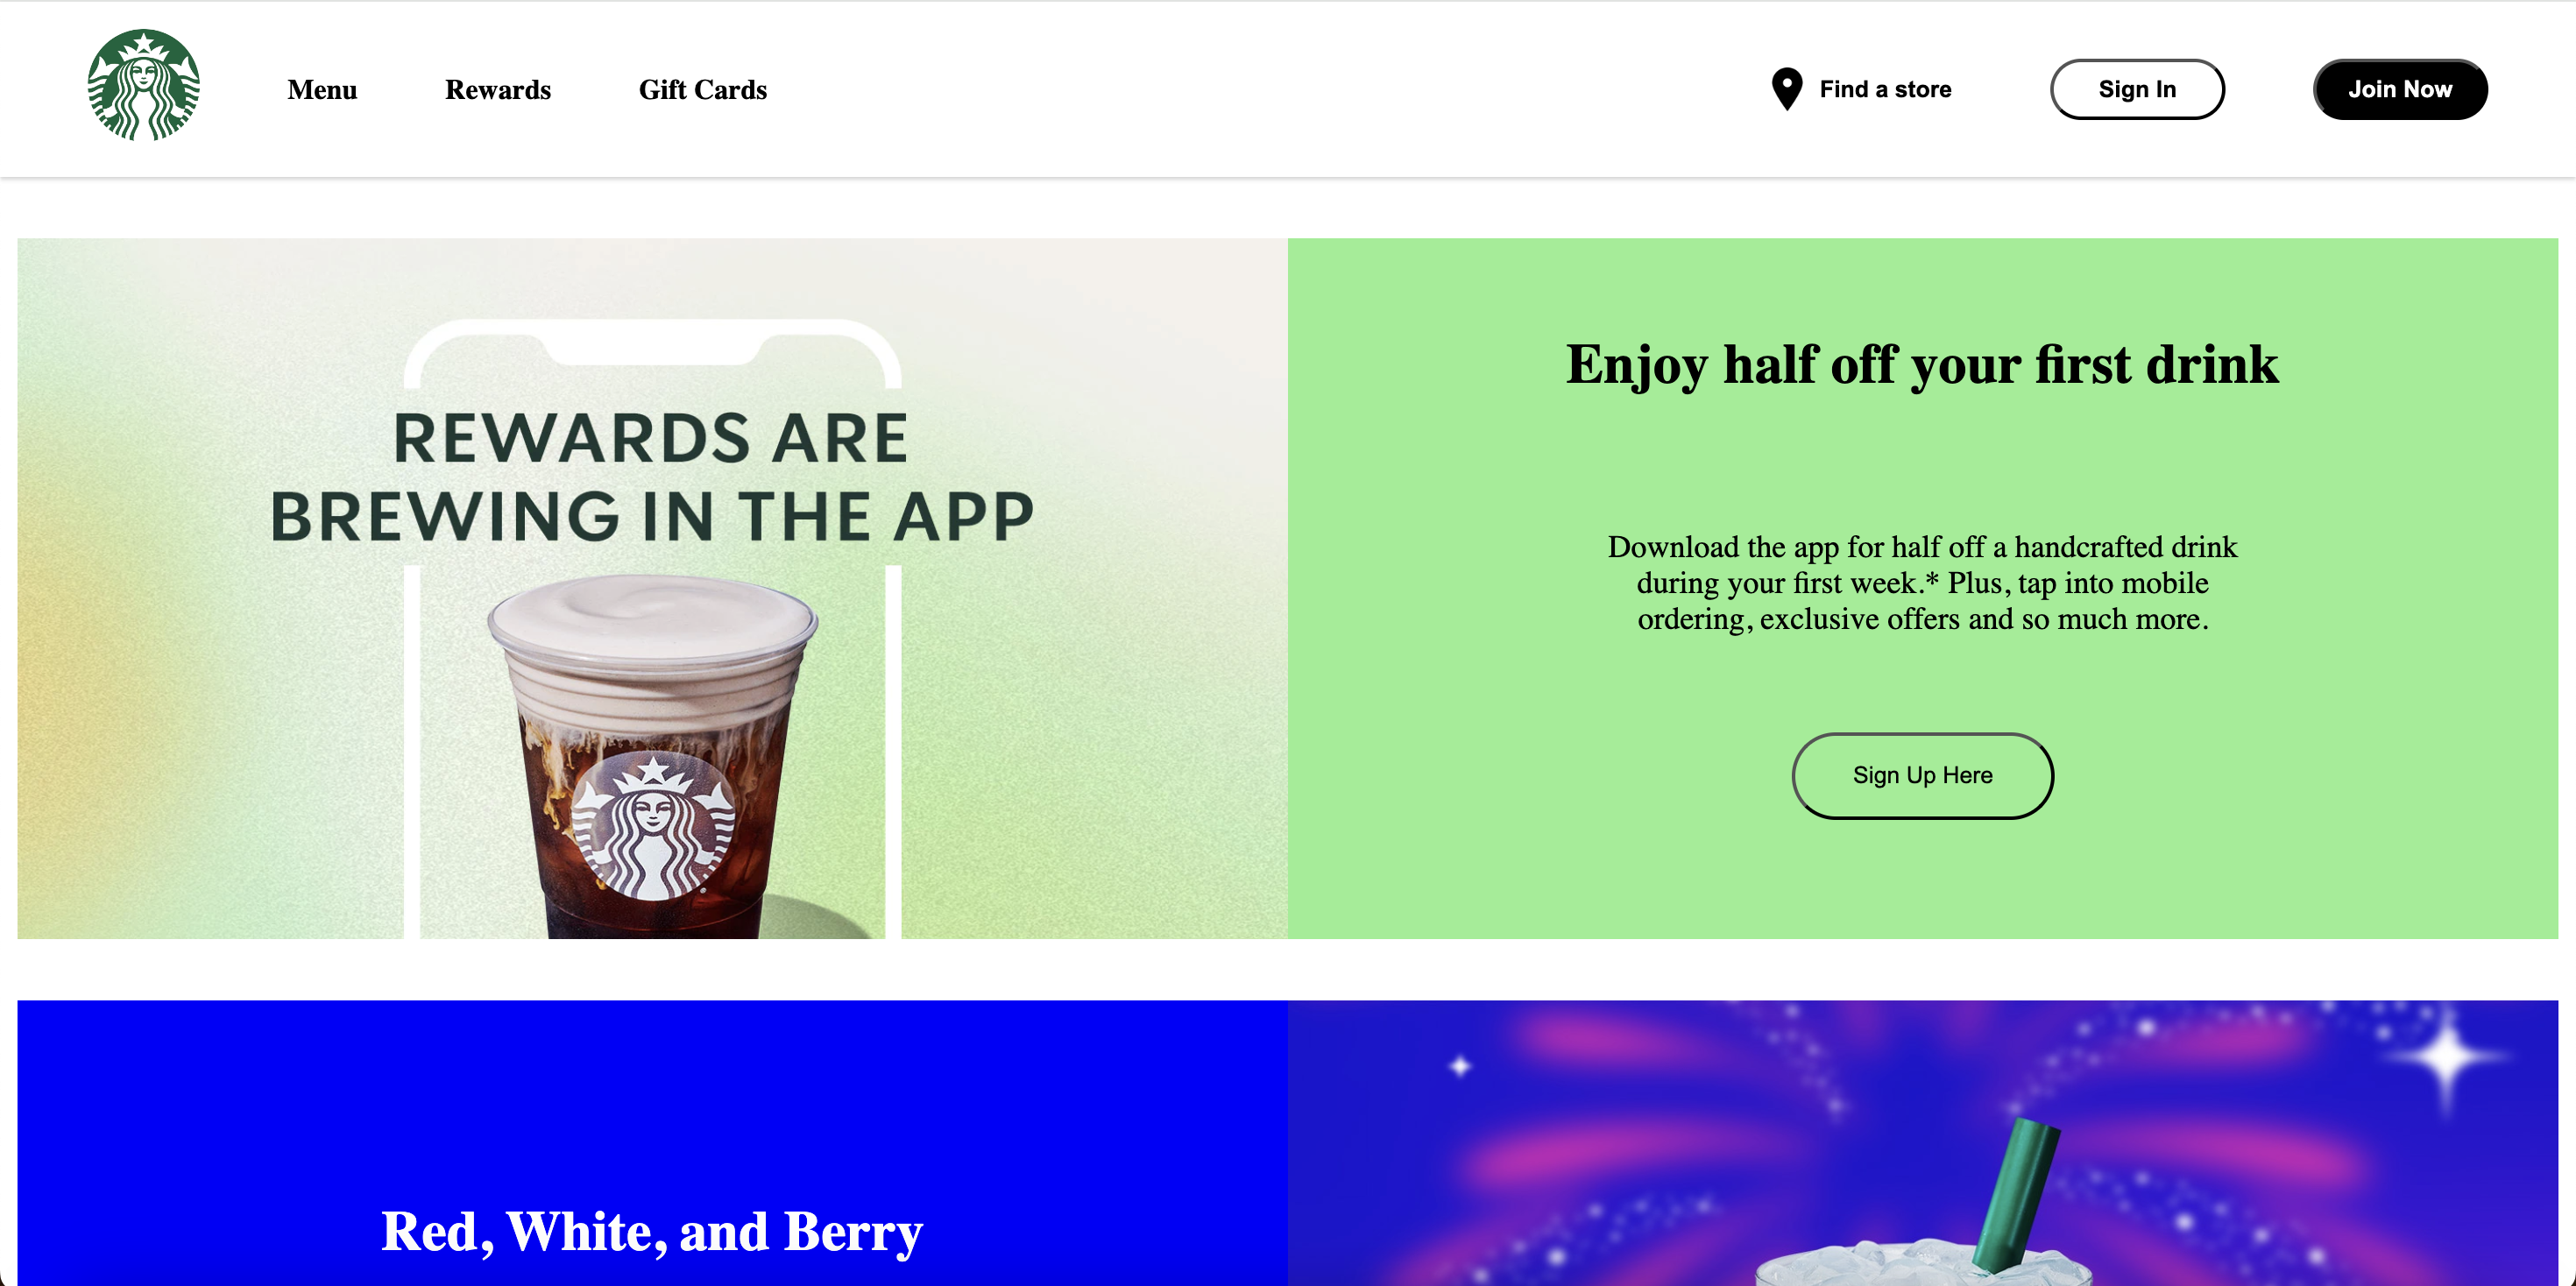 Menu
Rewards
Gift Cards
Find a store
Sign In
Join Now
REWARDS ARE
BREWING IN THE APP
Enjoy half off your first drink
Download the app for half off a handcrafted drink
during your first week.* Plus, tap into mobile
ordering, exclusive offers and so much more.
Sign Up Here
Red, White, and Berry